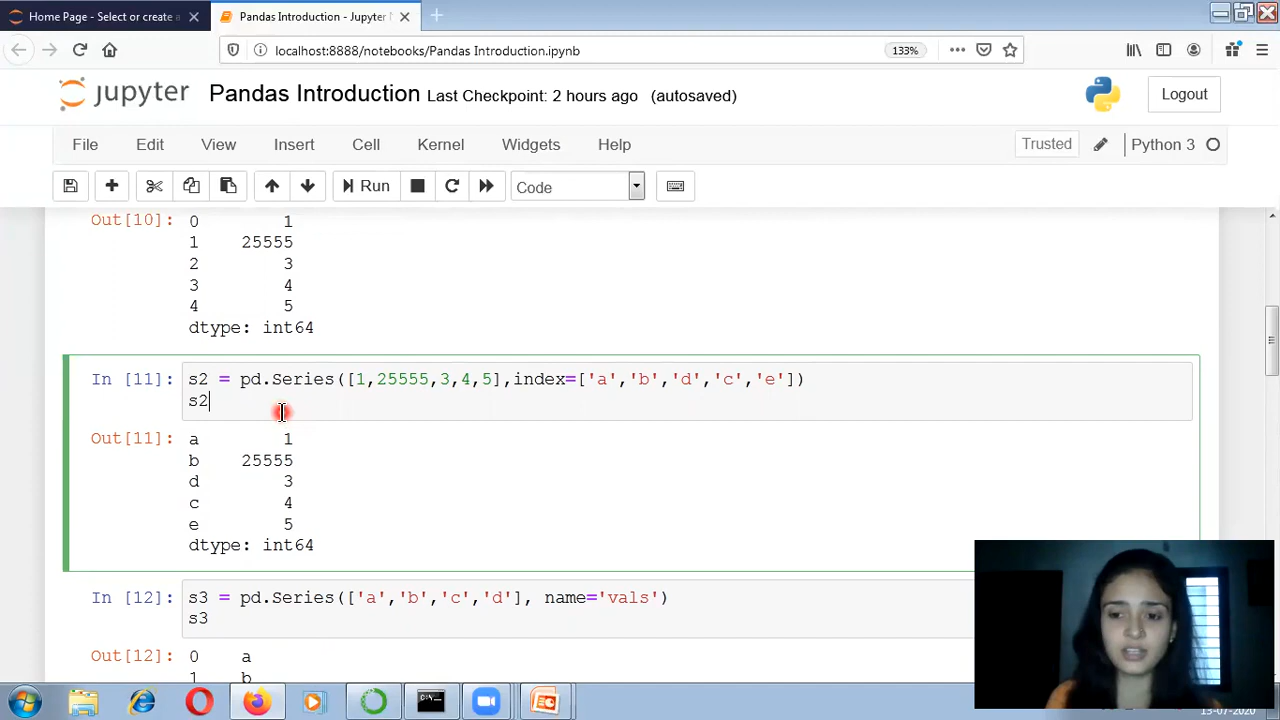 Home Page - Select or create a
Pandas Introduction - Jupyter
localhost:8888/notebooks/Pandas Introduction.ipynb
133%
jupyter Pandas Introduction Last Checkpoint: 2 hours ago (autosaved)
Logout
File Edit View Insert Cell Kernel Widgets Help
Trusted
Python 3
Run
Code
Out[10]: 0 1
1 25555
2 3
3 4
4 5
dtype: int64
In [11]: s2 = pd.Series([1,25555,3,4,5],index=['a','b','d','c','e'])
s2
Out[11]: a 1
b 25555
d 3
c 4
e 5
dtype: int64
In [12]: s3 = pd.Series(['a','b','c','d'], name='vals')
s3
Out[12]: 0 a
1 b
13-07-2020